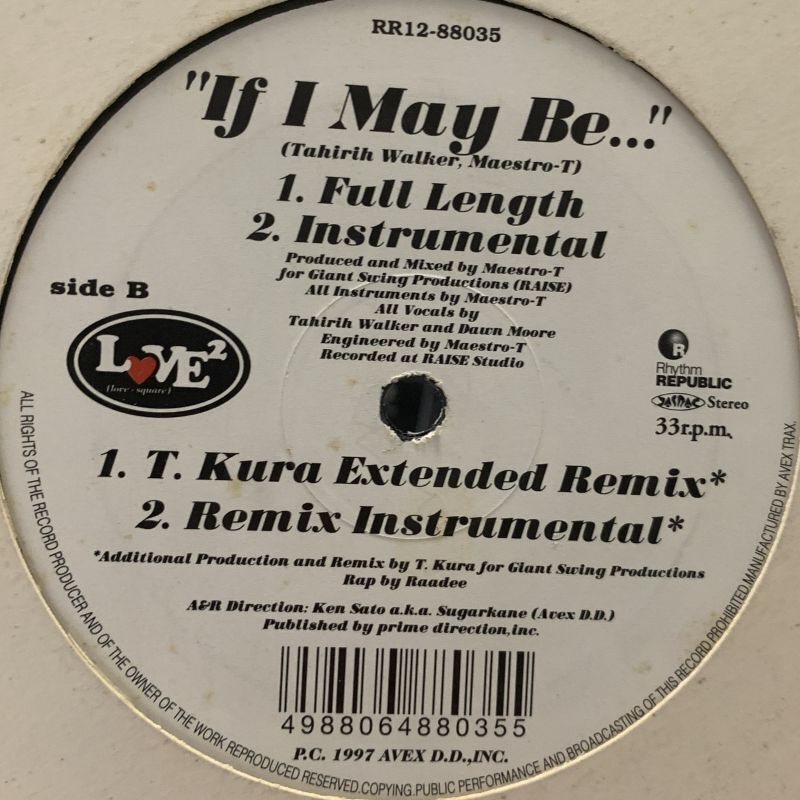 RR12-88035
"If I May Be..."
(Tahirih Walker, Maestro-T)
1. Full Length
2. Instrumental
Produced and Mixed by Maestro-T
for Giant Swing Productions (RAISE)
All Instruments by Maestro-T
All Vocals by
Tahirih Walker and Dawn Moore
Engineered by Maestro-T
Recorded at RAISE Studio
side B
LOVE2
{love - square}
R
Rhythm
REPUBLIC
JASRAC Stereo
33r.p.m.
1. T. Kura Extended Remix*
2. Remix Instrumental*
*Additional Production and Remix by T. Kura for Giant Swing Productions
Rap by Raadee
A&R Direction: Ken Sato a.k.a. Sugarkane (Avex D.D.)
Published by prime direction,inc.
4988064880355
P.C. 1997 AVEX D.D.,INC.
ALL RIGHTS OF THE RECORD PRODUCER AND OF THE OWNER OF THE WORK REPRODUCED RESERVED.COPYING.PUBLIC PERFORMANCE AND BROADCASTING OF THIS RECORD PROHIBITED.MANUFACTURED BY AVEX TRAX.